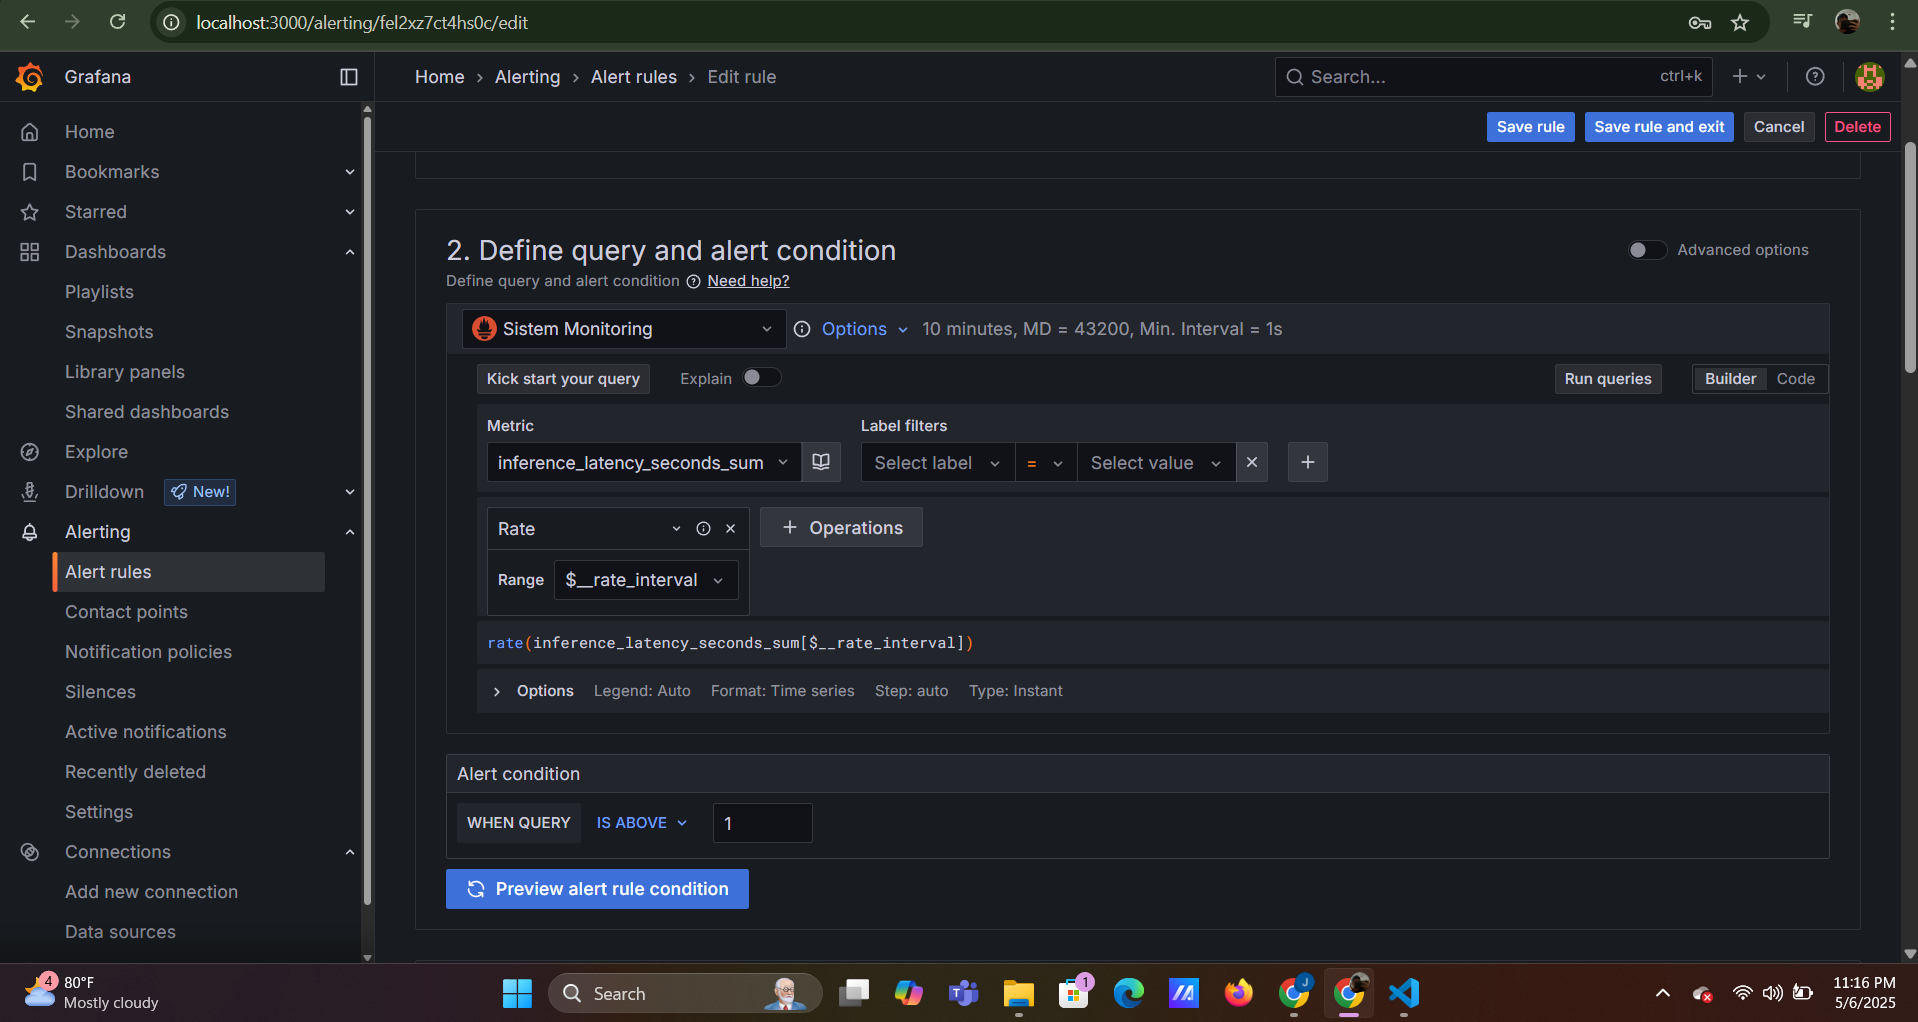 localhost:3000/alerting/fel2xz7ct4hs0c/edit
Grafana
Home › Alerting › Alert rules › Edit rule
Search...
ctrl+k
Save rule
Save rule and exit
Cancel
Delete
Home
Bookmarks
Starred
Dashboards
Playlists
Snapshots
Library panels
Shared dashboards
Explore
Drilldown
New!
Alerting
Alert rules
Contact points
Notification policies
Silences
Active notifications
Recently deleted
Settings
Connections
Add new connection
Data sources
2. Define query and alert condition
Advanced options
Define query and alert condition
Need help?
Sistem Monitoring
Options
10 minutes, MD = 43200, Min. Interval = 1s
Kick start your query
Explain
Run queries
Builder
Code
Metric
Label filters
inference_latency_seconds_sum
Select label
=
Select value
Rate
+ Operations
Range
$__rate_interval
rate(inference_latency_seconds_sum[$__rate_interval])
Options
Legend: Auto
Format: Time series
Step: auto
Type: Instant
Alert condition
WHEN QUERY
IS ABOVE
1
Preview alert rule condition
4
80°F
Mostly cloudy
Search
1
J
11:16 PM
5/6/2025